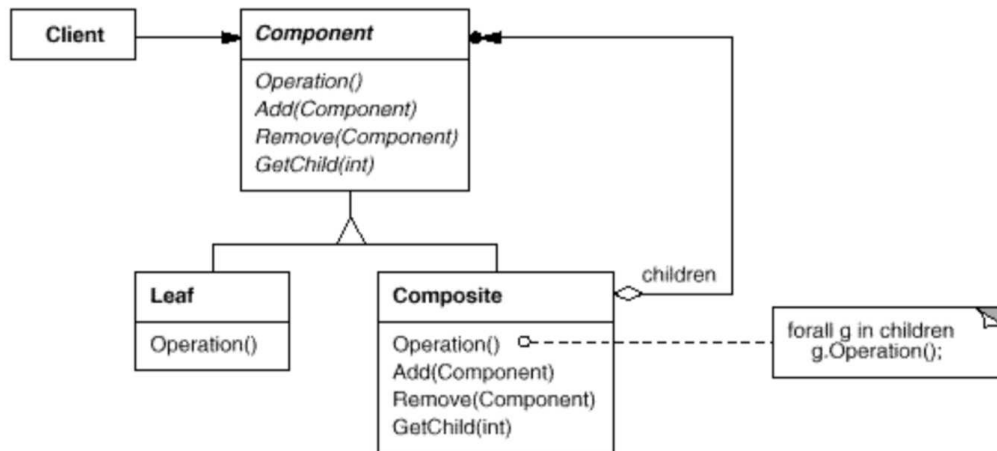 Client
Component
Operation()
Add(Component)
Remove(Component)
GetChild(int)
Leaf
Operation()
Composite
Operation()
Add(Component)
Remove(Component)
GetChild(int)
children
forall g in children
g.Operation();